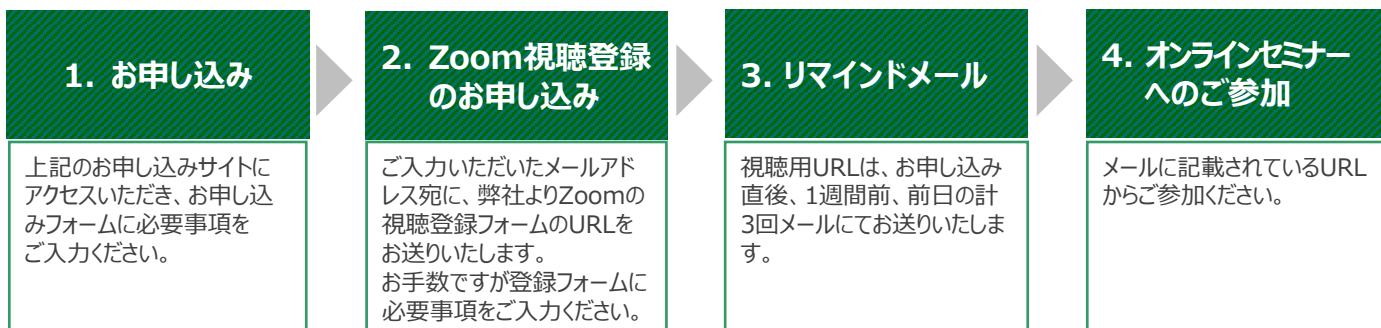 1. お申し込み
上記のお申し込みサイトに
アクセスいただき、お申し込
みフォームに必要事項を
ご入力ください。
2. Zoom視聴登録
のお申し込み
ご入力いただいたメールアド
レス宛に、弊社よりZoomの
視聴登録フォームのURLを
お送りいたします。
お手数ですが登録フォームに
必要事項をご入力ください。
3. リマインドメール
視聴用URLは、お申し込み
直後、1週間前、前日の計
3回メールにてお送りいたしま
す。
4. オンラインセミナー
へのご参加
メールに記載されているURL
からご参加ください。